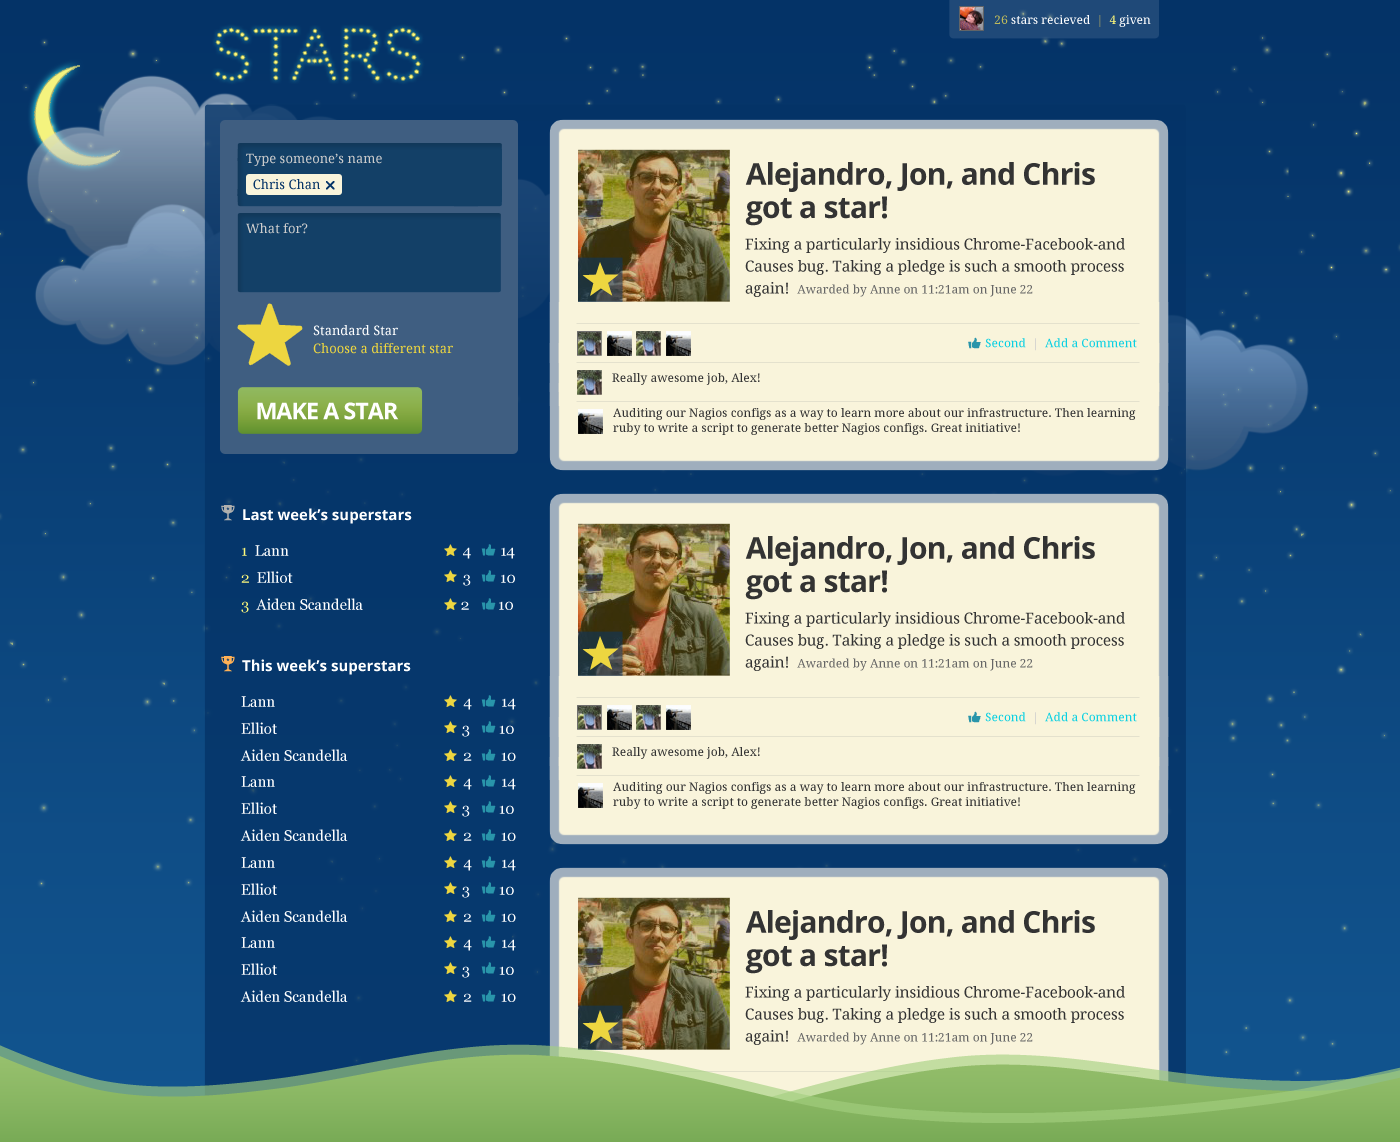 STARS
26 stars recieved | 4 given
Type someone's name
Chris Chan ×
What for?
Standard Star
Choose a different star
MAKE A STAR
Last week's superstars
1 Lann 4 14
2 Elliot 3 10
3 Aiden Scandella 2 10
This week's superstars
Lann 4 14
Elliot 3 10
Aiden Scandella 2 10
Lann 4 14
Elliot 3 10
Aiden Scandella 2 10
Lann 4 14
Elliot 3 10
Aiden Scandella 2 10
Lann 4 14
Elliot 3 10
Aiden Scandella 2 10
Alejandro, Jon, and Chris
got a star!
Fixing a particularly insidious Chrome-Facebook-and
Causes bug. Taking a pledge is such a smooth process
again! Awarded by Anne on 11:21am on June 22
Second | Add a Comment
Really awesome job, Alex!
Auditing our Nagios configs as a way to learn more about our infrastructure. Then learning
ruby to write a script to generate better Nagios configs. Great initiative!
Alejandro, Jon, and Chris
got a star!
Fixing a particularly insidious Chrome-Facebook-and
Causes bug. Taking a pledge is such a smooth process
again! Awarded by Anne on 11:21am on June 22
Second | Add a Comment
Really awesome job, Alex!
Auditing our Nagios configs as a way to learn more about our infrastructure. Then learning
ruby to write a script to generate better Nagios configs. Great initiative!
Alejandro, Jon, and Chris
got a star!
Fixing a particularly insidious Chrome-Facebook-and
Causes bug. Taking a pledge is such a smooth process
again! Awarded by Anne on 11:21am on June 22